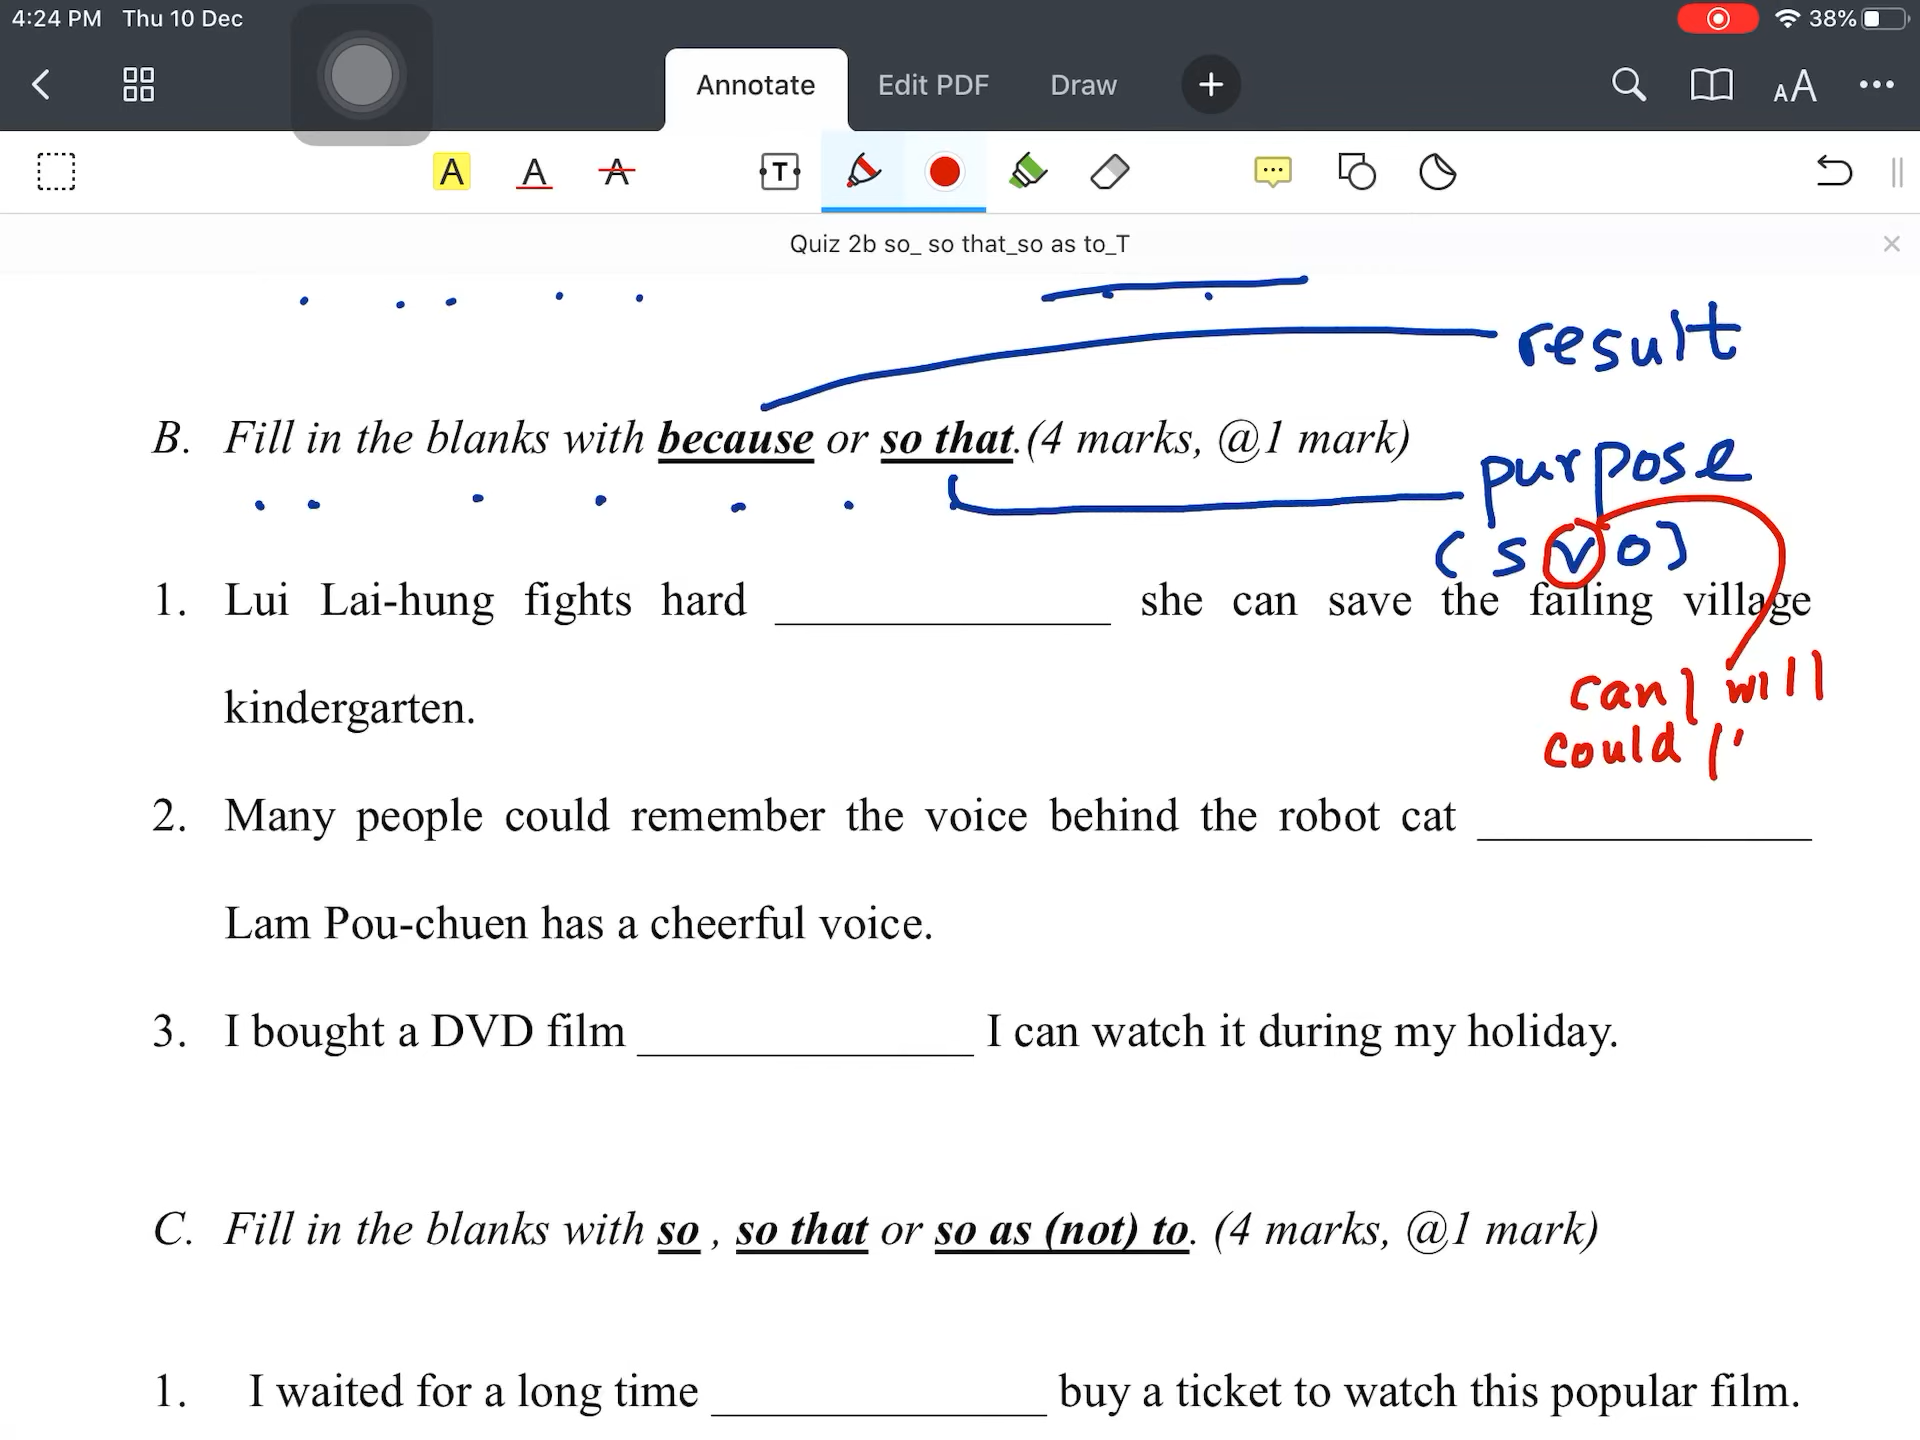 4:24 PM Thu 10 Dec
38%
Annotate Edit PDF Draw
Quiz 2b so_ so that_so as to_T
result
B. Fill in the blanks with because or so that.(4 marks, @1 mark)
purpose
(S V O)
1. Lui Lai-hung fights hard ____________ she can save the failing village
kindergarten.
can / will
could /
2. Many people could remember the voice behind the robot cat ____________
Lam Pou-chuen has a cheerful voice.
3. I bought a DVD film ____________ I can watch it during my holiday.
C. Fill in the blanks with so , so that or so as (not) to. (4 marks, @1 mark)
1. I waited for a long time ____________ buy a ticket to watch this popular film.